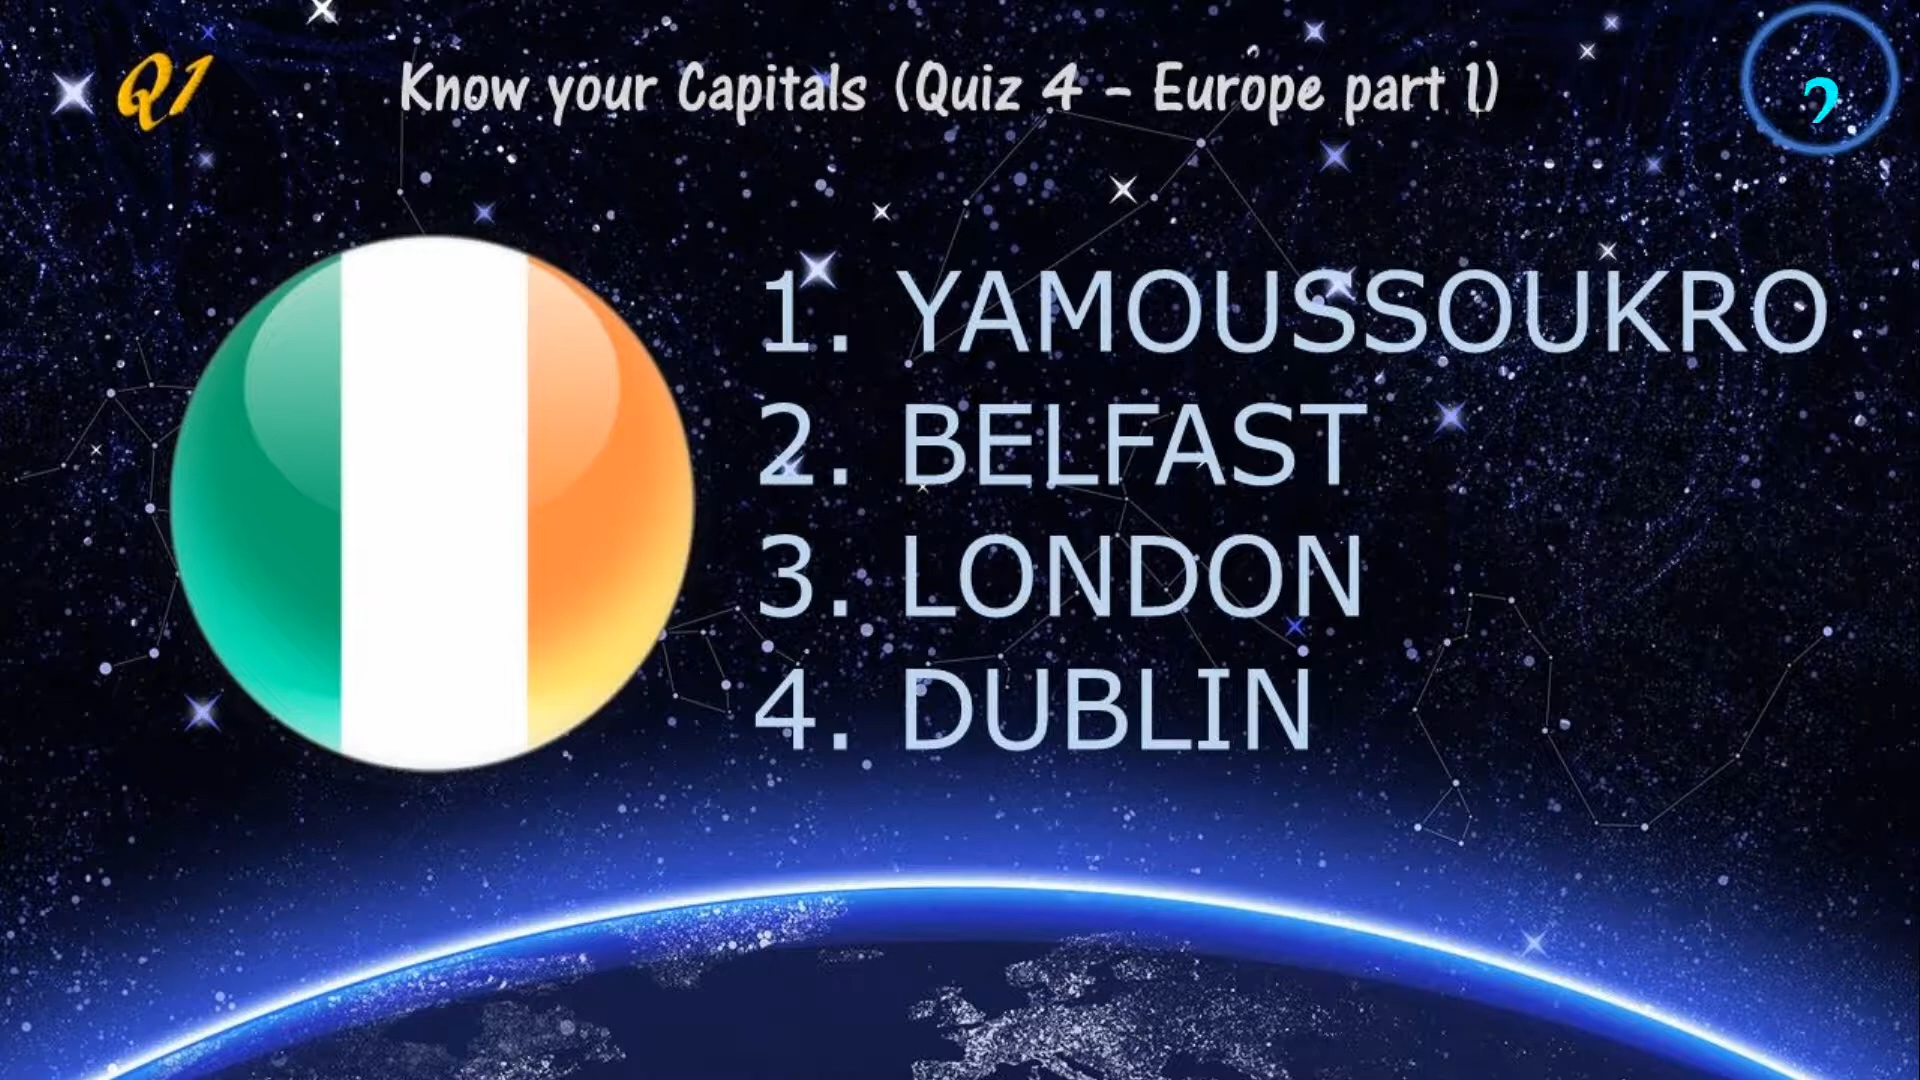 Q1
Know your Capitals (Quiz 4 - Europe part 1)
1. YAMOUSSOUKRO
2. BELFAST
3. LONDON
4. DUBLIN